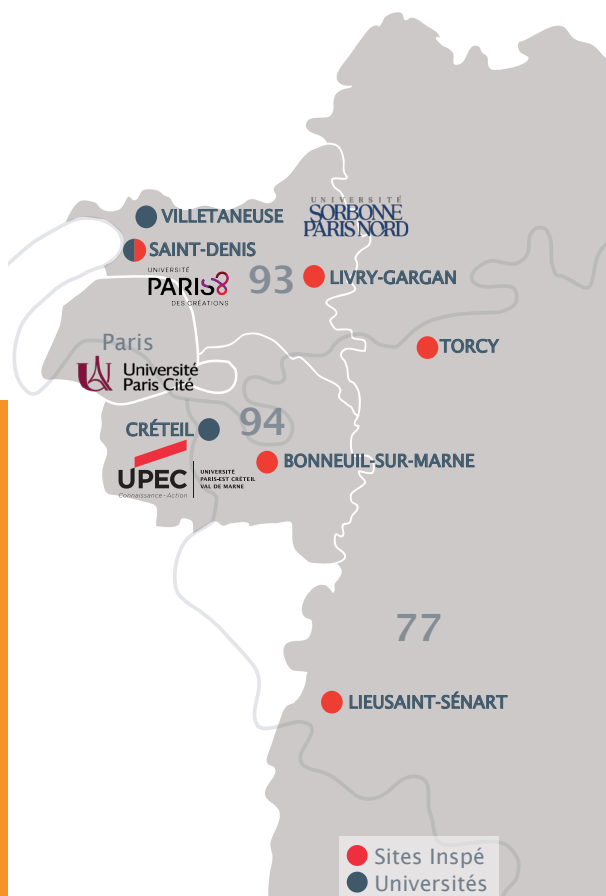 VILLETANEUSE
UNIVERSITÉ
SORBONNE
PARIS NORD
SAINT-DENIS
UNIVERSITÉ
PARIS8
DES CRÉATIONS
93
LIVRY-GARGAN
Paris
Université
Paris Cité
TORCY
CRÉTEIL
94
UPEC
Connaissance - Action
UNIVERSITÉ
PARIS-EST CRÉTEIL
VAL DE MARNE
BONNEUIL-SUR-MARNE
77
LIEUSAINT-SÉNART
Sites Inspé
Universités